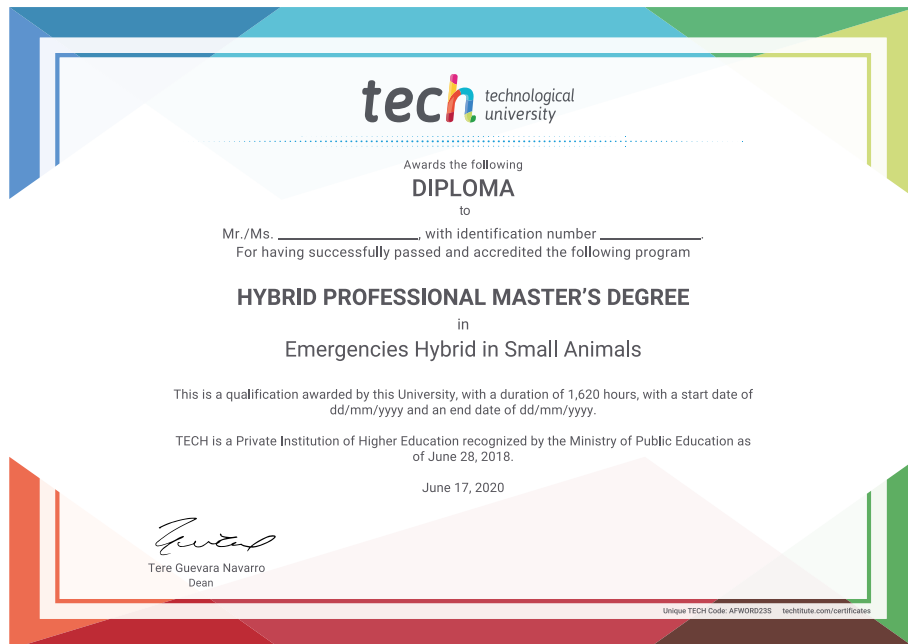 tech technological
university
Awards the following
DIPLOMA
to
Mr./Ms. ____________________, with identification number ______________.
For having successfully passed and accredited the following program
HYBRID PROFESSIONAL MASTER'S DEGREE
in
Emergencies Hybrid in Small Animals
This is a qualification awarded by this University, with a duration of 1,620 hours, with a start date of
dd/mm/yyyy and an end date of dd/mm/yyyy.
TECH is a Private Institution of Higher Education recognized by the Ministry of Public Education as
of June 28, 2018.
June 17, 2020
Tere Guevara Navarro
Dean
Unique TECH Code: AFWORD23S techtitute.com/certificates